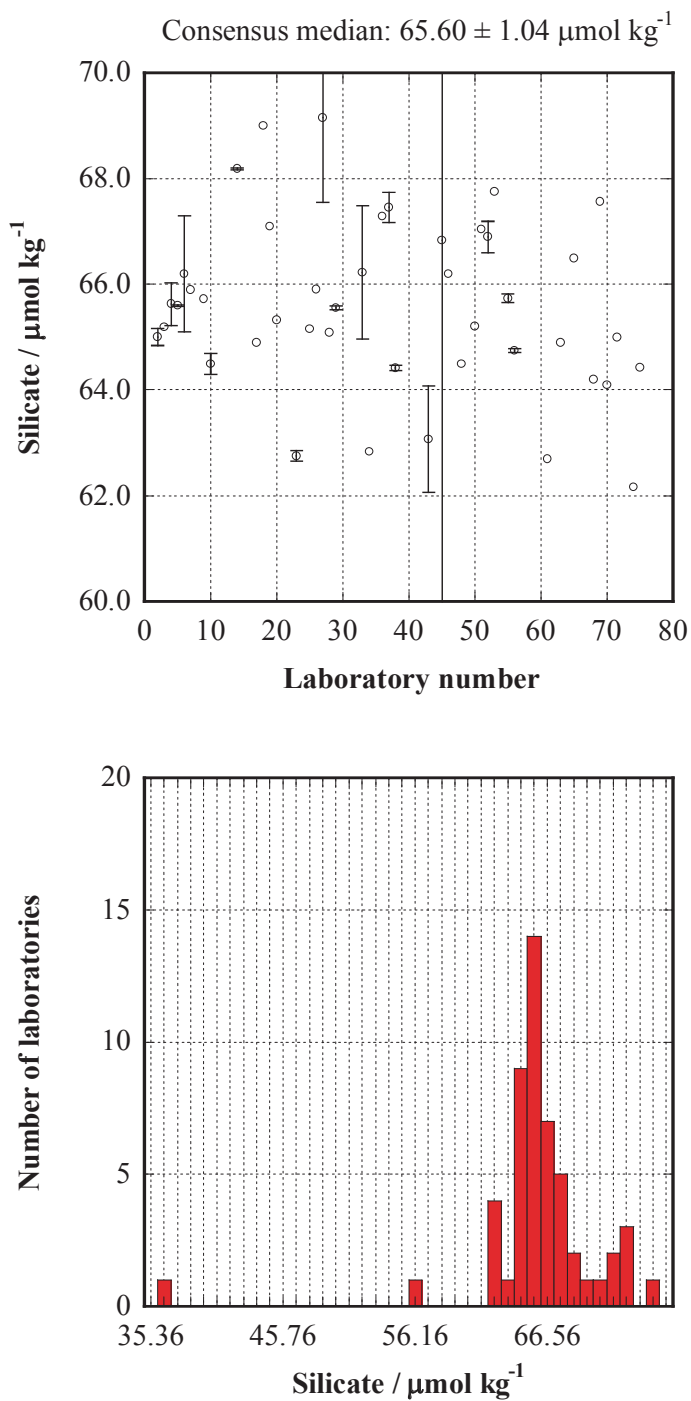 Consensus median: 65.60 ± 1.04 μmol kg⁻¹
70.0
68.0
66.0
64.0
62.0
60.0
Silicate / μmol kg⁻¹
0 10 20 30 40 50 60 70 80
Laboratory number
20
15
10
5
0
Number of laboratories
35.36 45.76 56.16 66.56
Silicate / μmol kg⁻¹